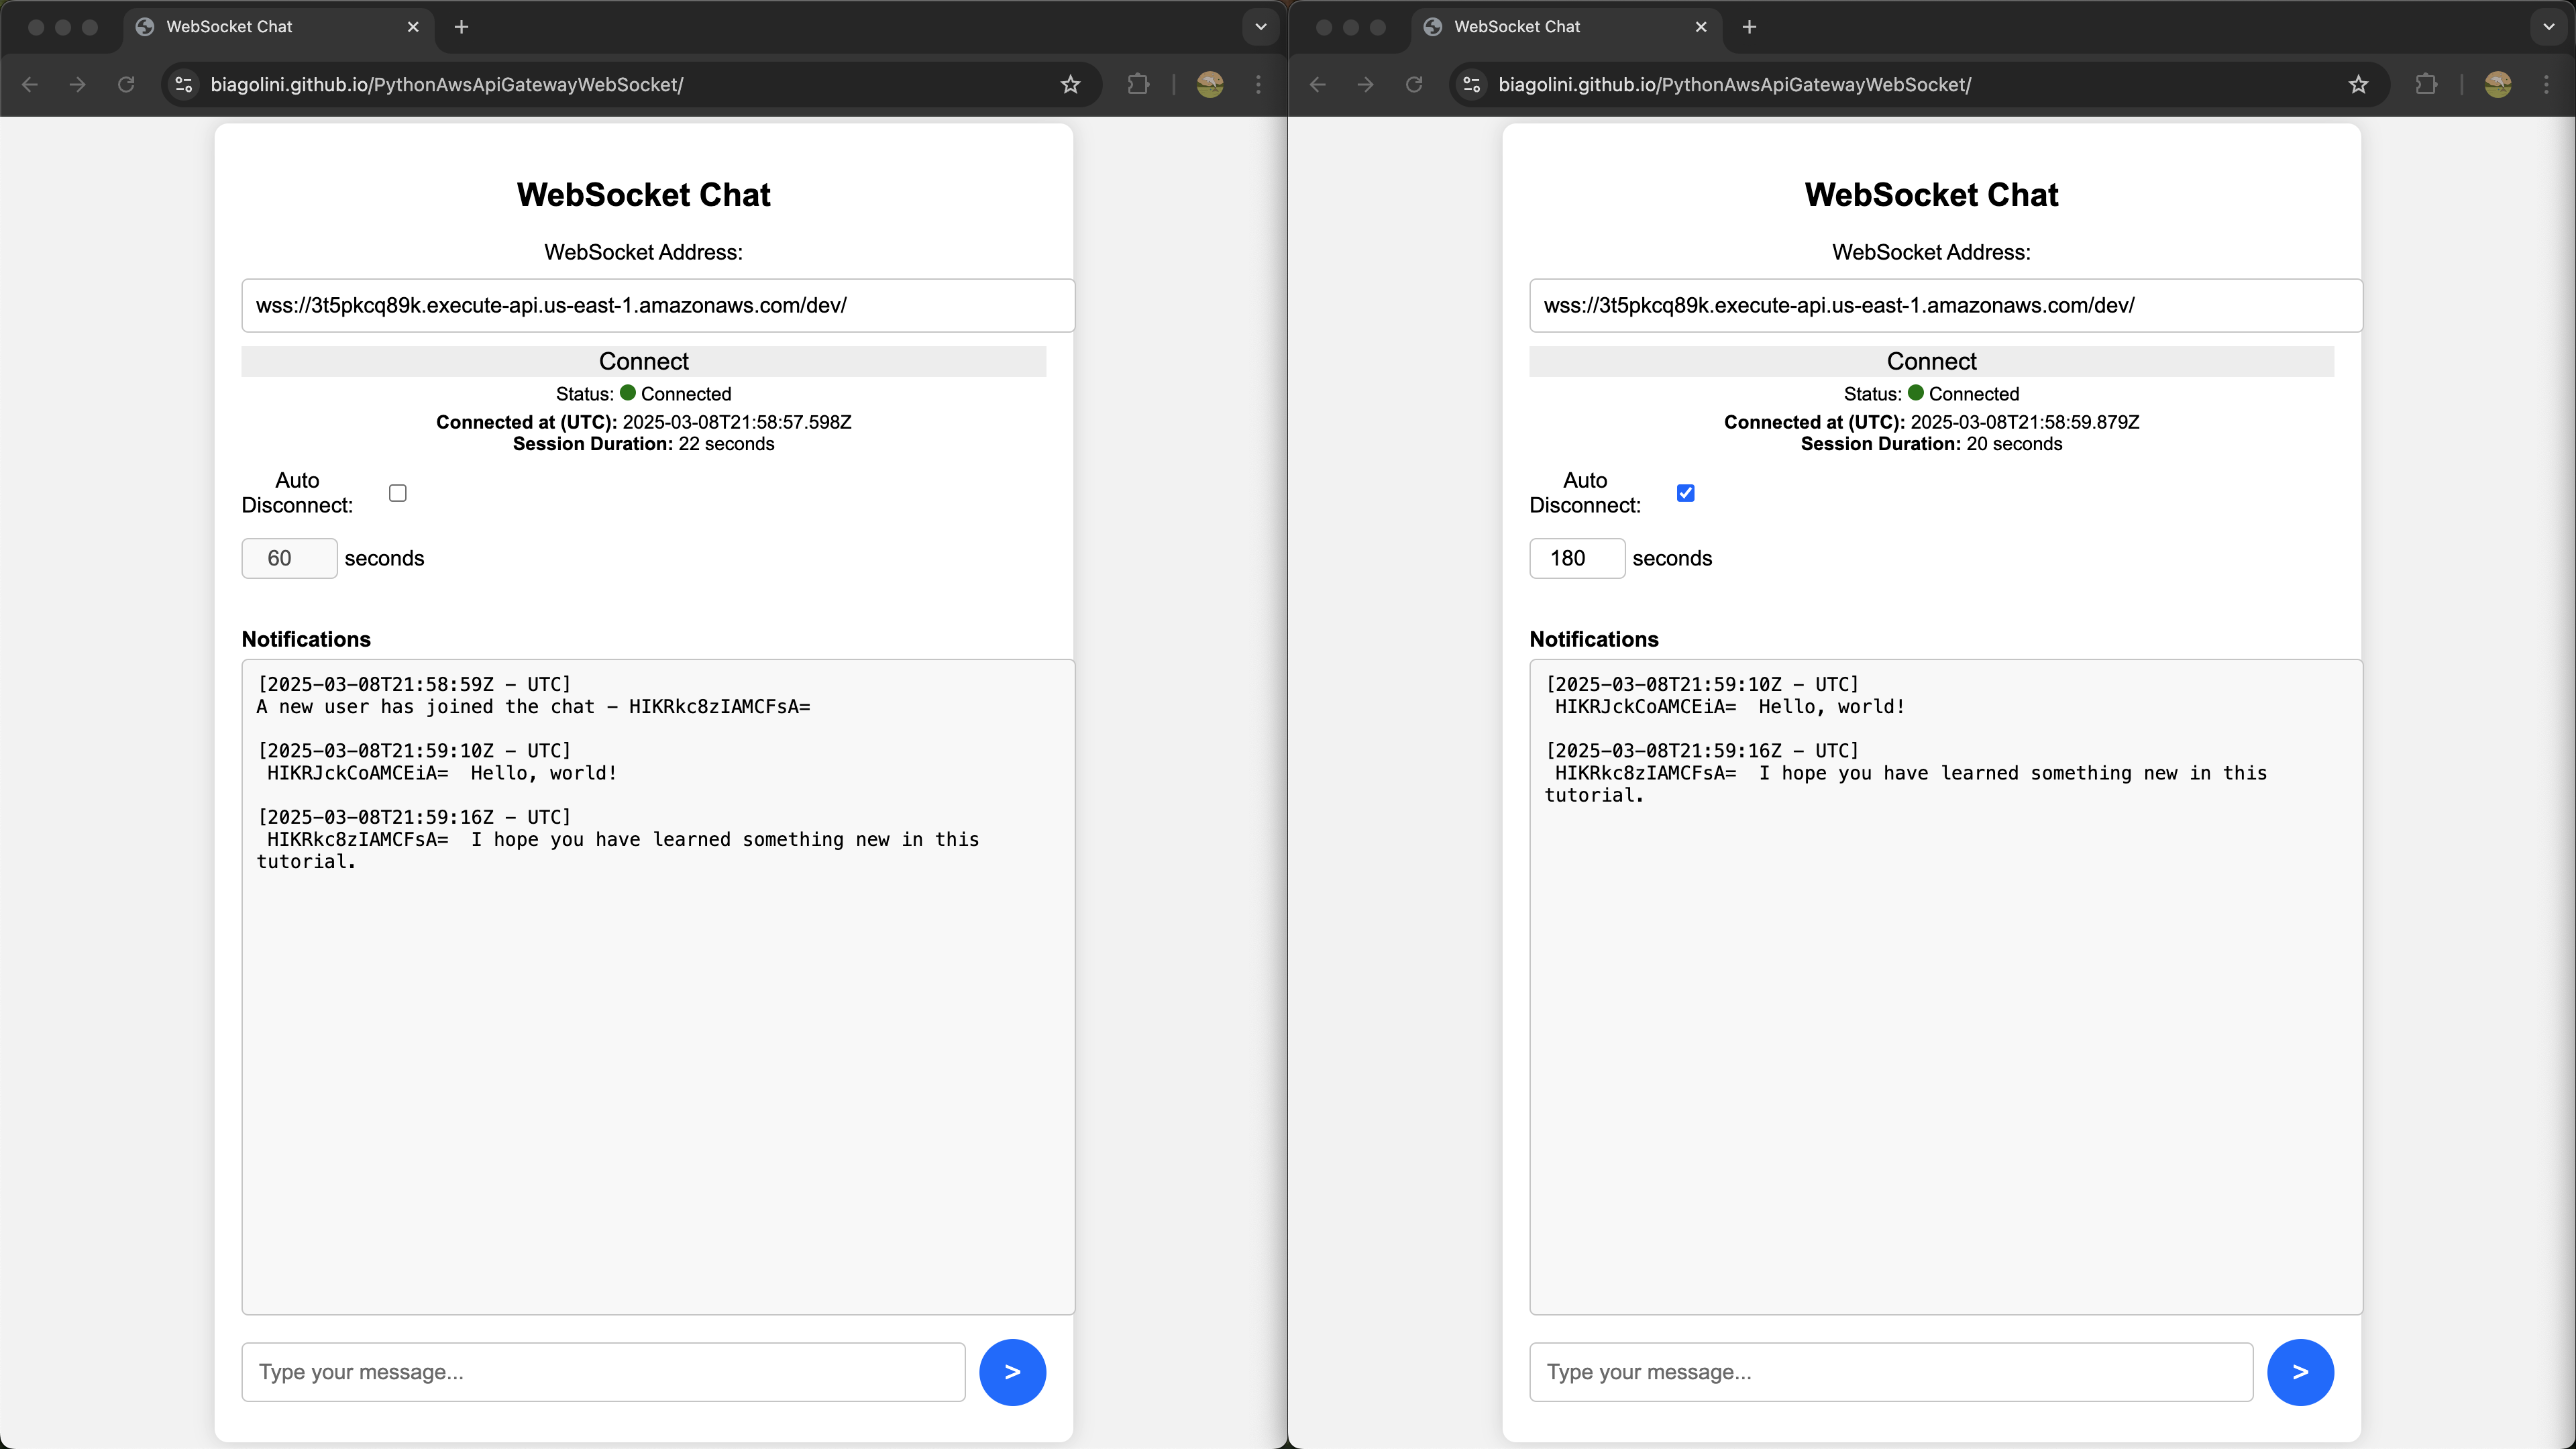 WebSocket Chat
biagolini.github.io/PythonAwsApiGatewayWebSocket/
WebSocket Chat
WebSocket Address:
wss://3t5pkcq89k.execute-api.us-east-1.amazonaws.com/dev/
Connect
Status: Connected
Connected at (UTC): 2025-03-08T21:58:57.598Z
Session Duration: 22 seconds
Auto
Disconnect:
60 seconds
Notifications
[2025-03-08T21:58:59Z - UTC]
A new user has joined the chat - HIKRkc8zIAMCFsA=
[2025-03-08T21:59:10Z - UTC]
HIKRJckCoAMCEiA= Hello, world!
[2025-03-08T21:59:16Z - UTC]
HIKRkc8zIAMCFsA= I hope you have learned something new in this
tutorial.
Type your message...
>
WebSocket Chat
biagolini.github.io/PythonAwsApiGatewayWebSocket/
WebSocket Chat
WebSocket Address:
wss://3t5pkcq89k.execute-api.us-east-1.amazonaws.com/dev/
Connect
Status: Connected
Connected at (UTC): 2025-03-08T21:58:59.879Z
Session Duration: 20 seconds
Auto
Disconnect:
180 seconds
Notifications
[2025-03-08T21:59:10Z - UTC]
HIKRJckCoAMCEiA= Hello, world!
[2025-03-08T21:59:16Z - UTC]
HIKRkc8zIAMCFsA= I hope you have learned something new in this
tutorial.
Type your message...
>